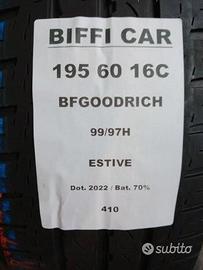 BIFFI CAR
195 60 16C
BFGOODRICH
99/97H
ESTIVE
Dot. 2022 / Bat. 70%
410
subito